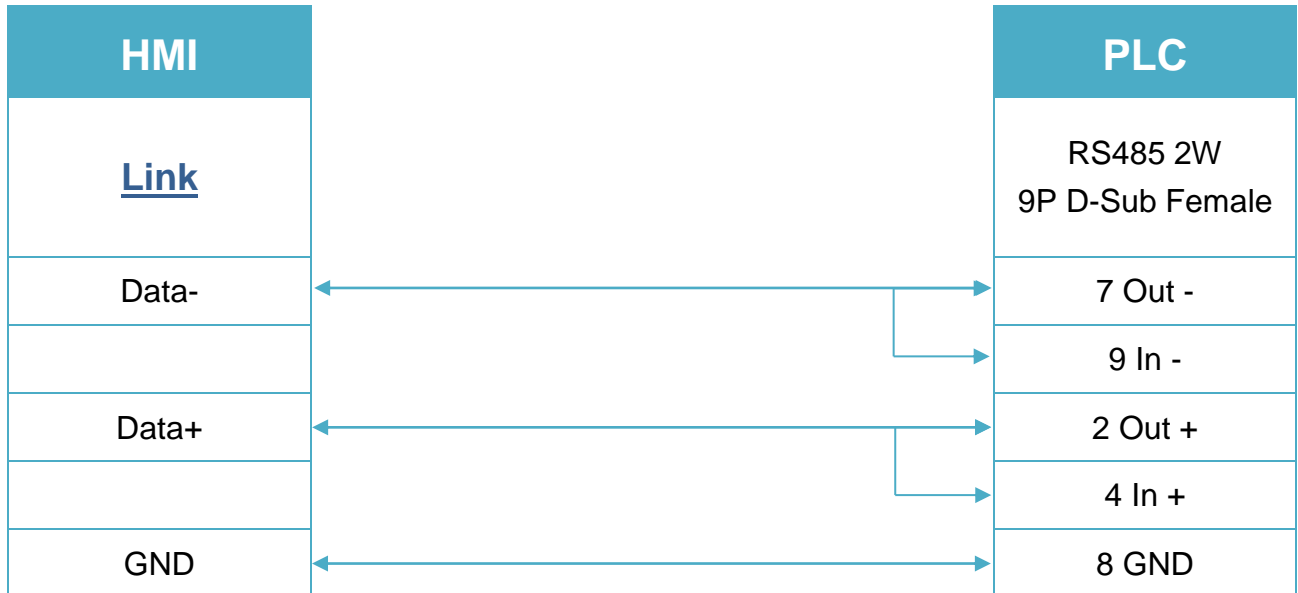 HMI
PLC
Link
RS485 2W
9P D-Sub Female
Data-
7 Out -
9 In -
Data+
2 Out +
4 In +
GND
8 GND